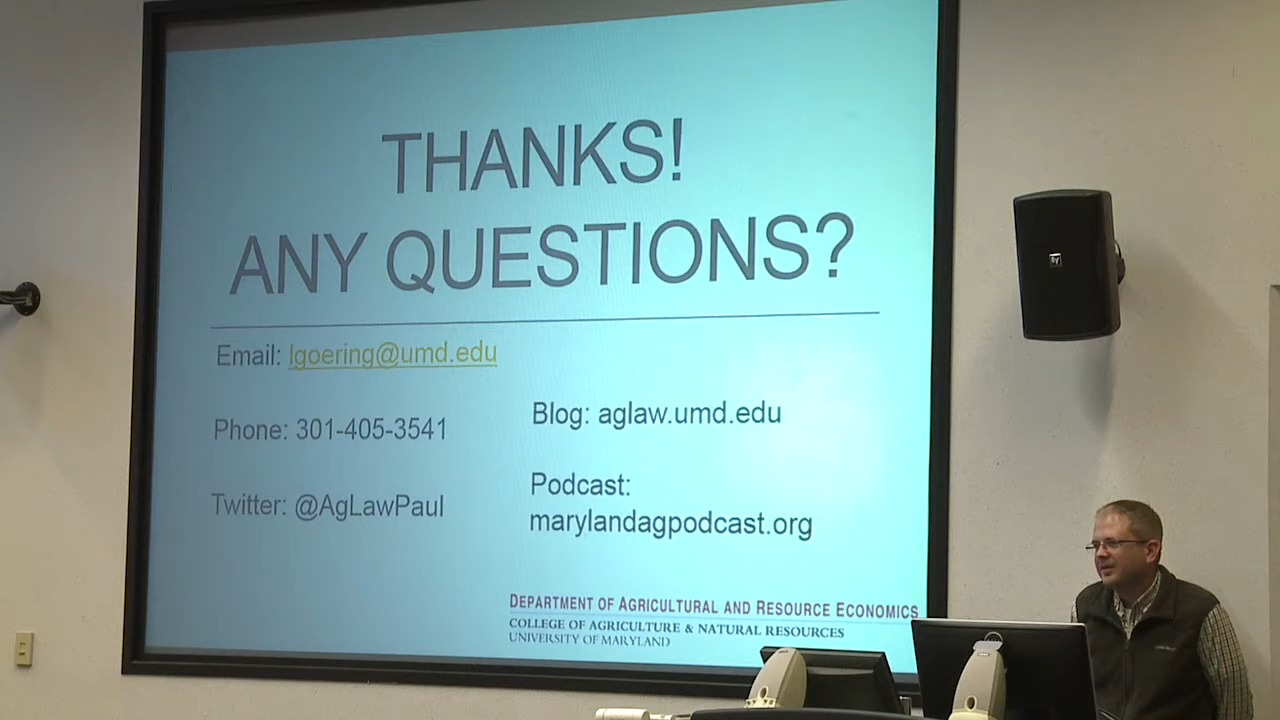 THANKS!
ANY QUESTIONS?
Email: lgoering@umd.edu
Phone: 301-405-3541
Twitter: @AgLawPaul
Blog: aglaw.umd.edu
Podcast:
marylandagpodcast.org
DEPARTMENT OF AGRICULTURAL AND RESOURCE ECONOMICS
COLLEGE OF AGRICULTURE & NATURAL RESOURCES
UNIVERSITY OF MARYLAND
EV